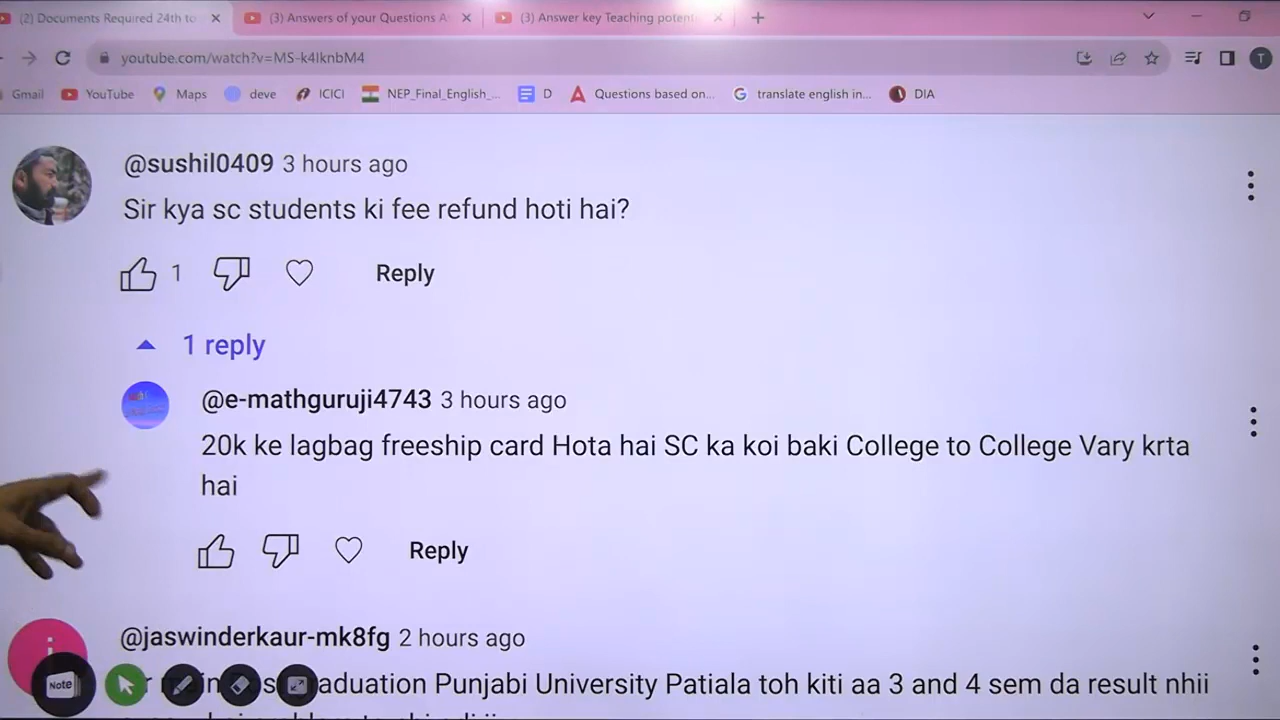 (2) Documents Required 24th to
(3) Answers of your Questions A
(3) Answer key Teaching potent
youtube.com/watch?v=MS-k4lknbM4
T
Gmail YouTube Maps deve ICICI NEP_Final_English_... D Questions based on... translate english in... DIA
@sushil0409 3 hours ago
Sir kya sc students ki fee refund hoti hai?
1 Reply
1 reply
@e-mathguruji4743 3 hours ago
20k ke lagbag freeship card Hota hai SC ka koi baki College to College Vary krta
hai
Reply
@jaswinderkaur-mk8fg 2 hours ago
Note
aduation Punjabi University Patiala toh kiti aa 3 and 4 sem da result nhii